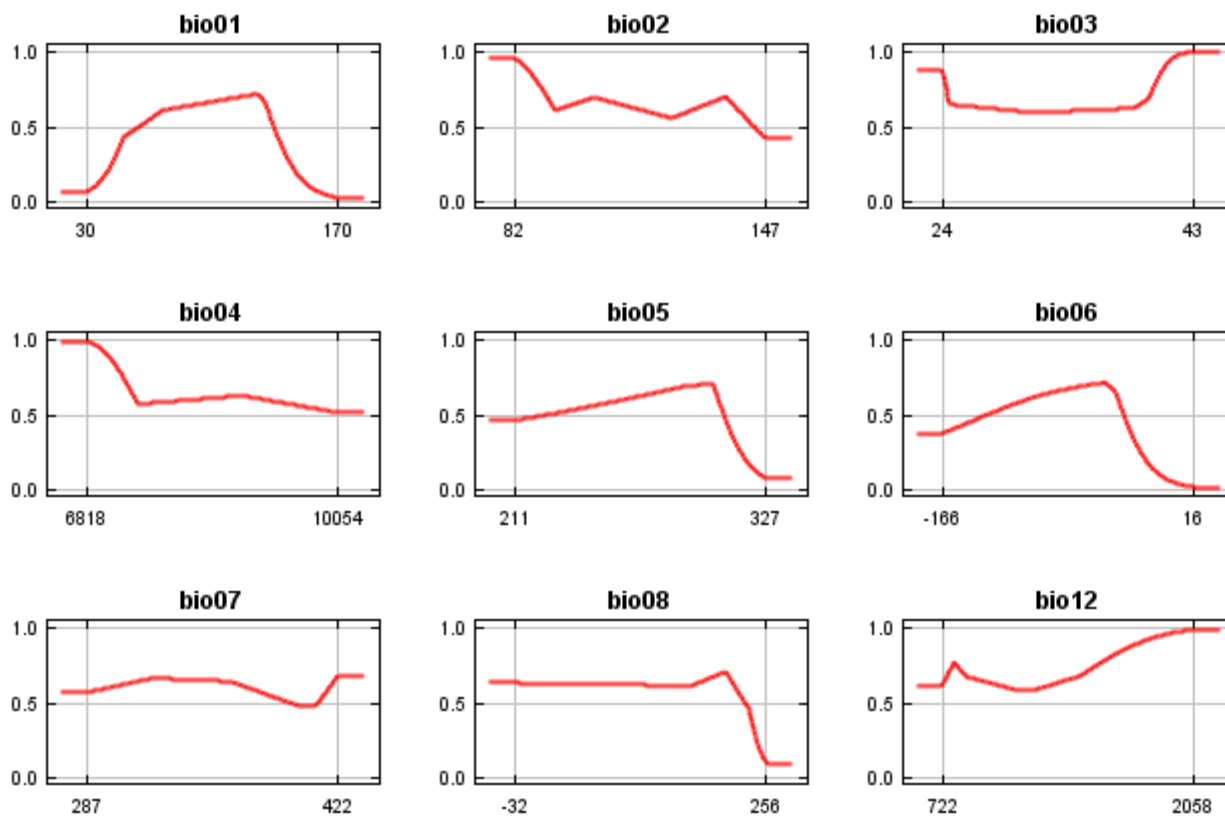 bio01 bio02 bio03
1.0 1.0 1.0
0.5 0.5 0.5
0.0 0.0 0.0
30 170 82 147 24 43
bio04 bio05 bio06
1.0 1.0 1.0
0.5 0.5 0.5
0.0 0.0 0.0
6818 10054 211 327 -166 16
bio07 bio08 bio12
1.0 1.0 1.0
0.5 0.5 0.5
0.0 0.0 0.0
287 422 -32 256 722 2058